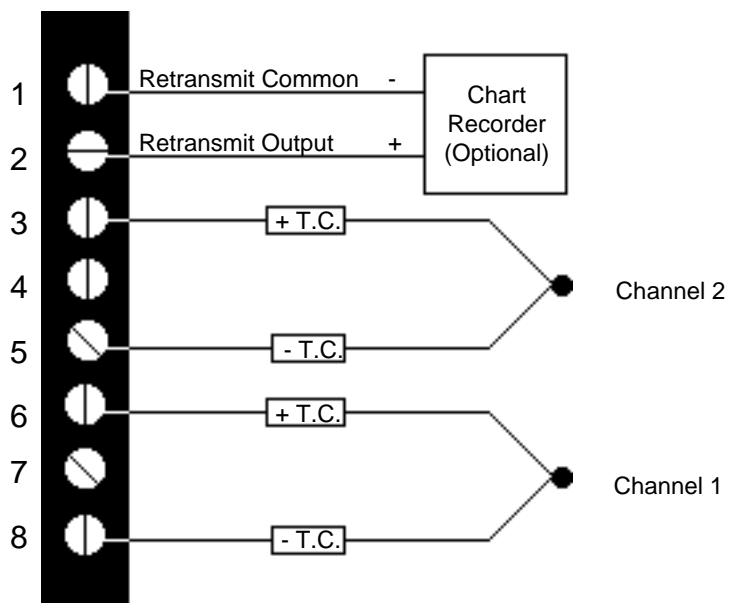 1
Retransmit Common -
Chart
Recorder
(Optional)
2
Retransmit Output +
3
+ T.C.
4
Channel 2
5
- T.C.
6
+ T.C.
7
Channel 1
8
- T.C.